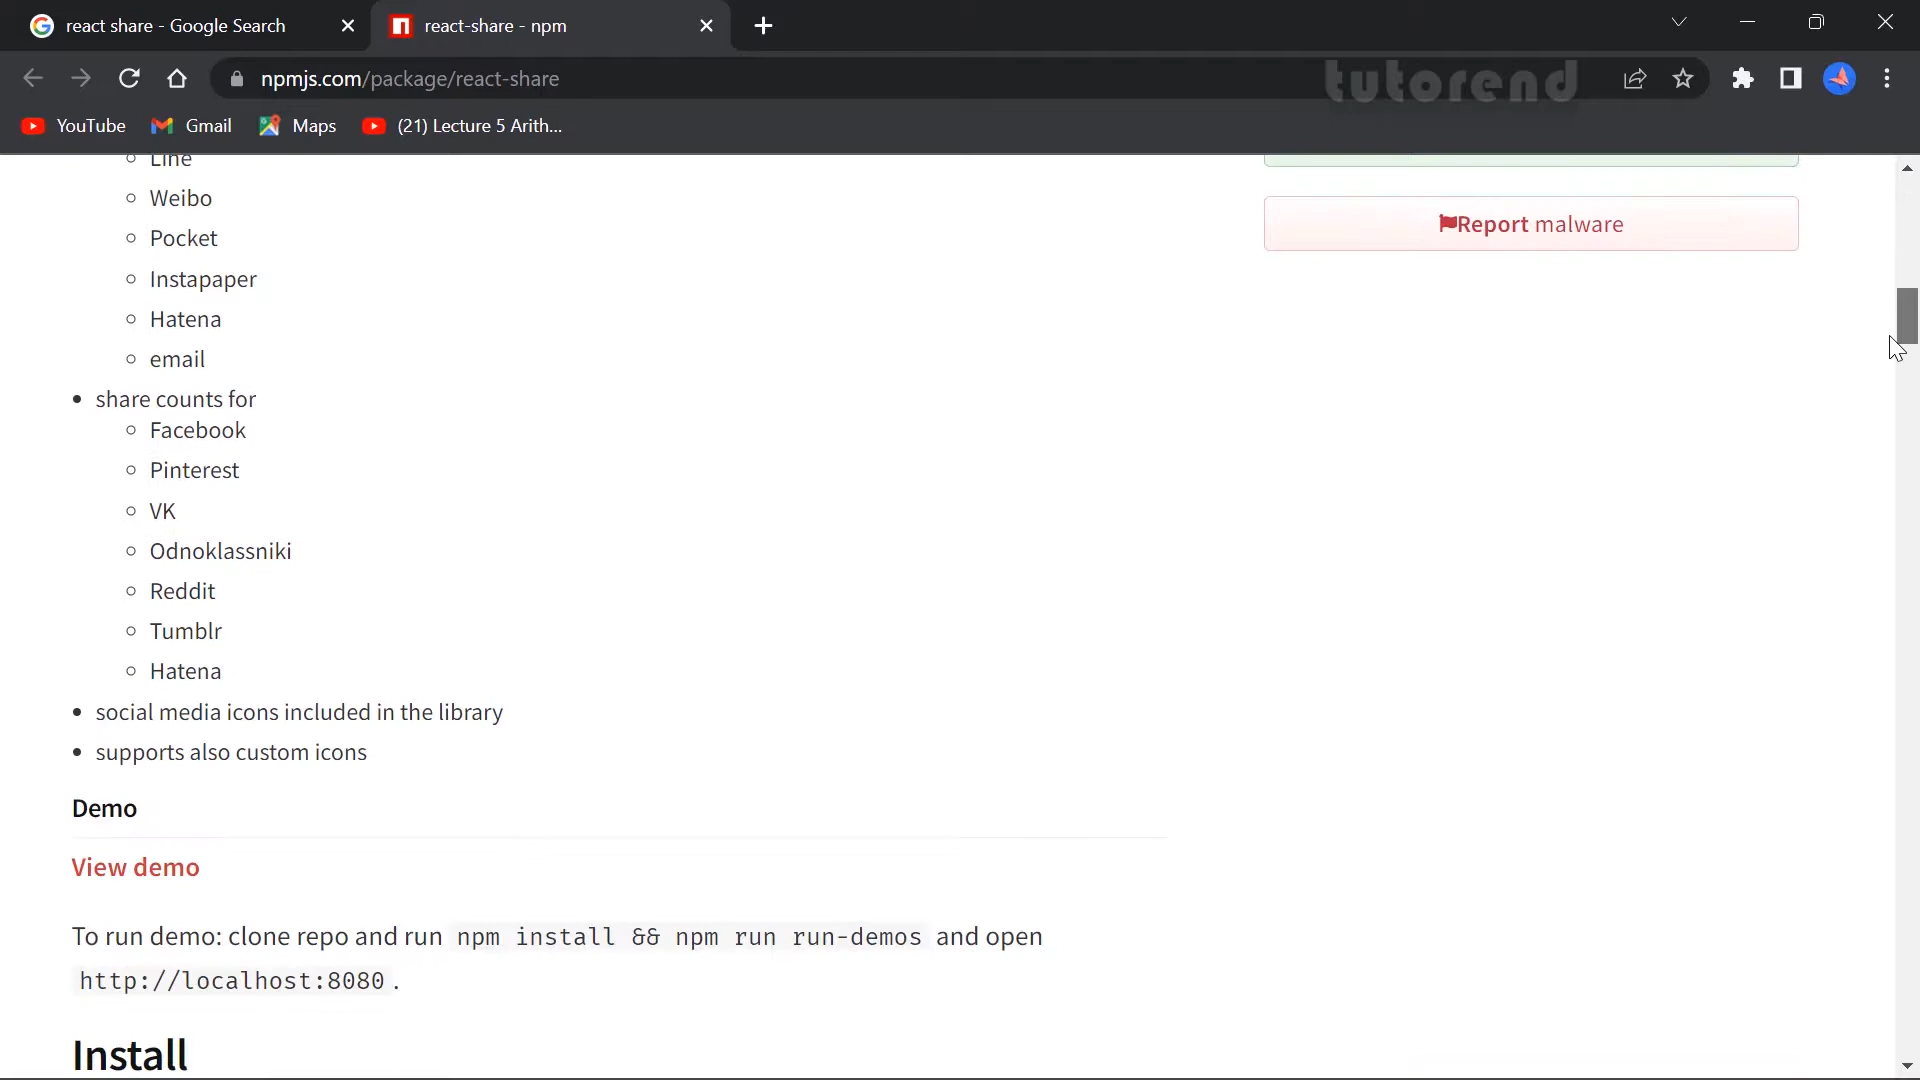 react share - Google Search
react-share - npm
npmjs.com/package/react-share
tutorend
YouTube
Gmail
Maps
(21) Lecture 5 Arith...
Line
Weibo
Pocket
Instapaper
Hatena
email
share counts for
Facebook
Pinterest
VK
Odnoklassniki
Reddit
Tumblr
Hatena
social media icons included in the library
supports also custom icons
Demo
View demo
To run demo: clone repo and run npm install && npm run run-demos and open
http://localhost:8080.
Install
Report malware